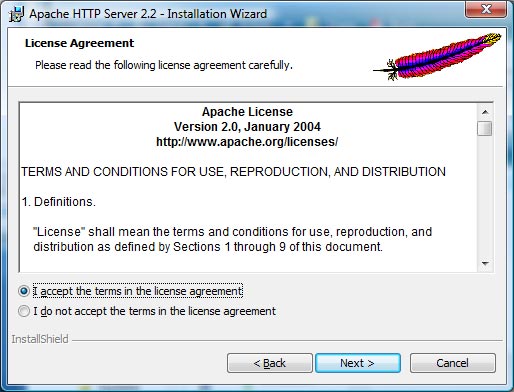 Apache HTTP Server 2.2 - Installation Wizard
License Agreement
Please read the following license agreement carefully.
Apache License
Version 2.0, January 2004
http://www.apache.org/licenses/
TERMS AND CONDITIONS FOR USE, REPRODUCTION, AND DISTRIBUTION
1. Definitions.
"License" shall mean the terms and conditions for use, reproduction, and
distribution as defined by Sections 1 through 9 of this document.
I accept the terms in the license agreement
I do not accept the terms in the license agreement
InstallShield
< Back Next > Cancel